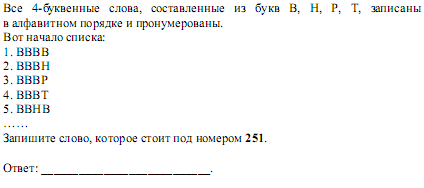 Все 4-буквенные слова, составленные из букв В, Н, Р, Т, записаны
в алфавитном порядке и пронумерованы.
Вот начало списка:
1. ВВВВ
2. ВВВН
3. ВВВР
4. ВВВТ
5. ВВНВ
……
Запишите слово, которое стоит под номером 251.
Ответ: ___________________________.